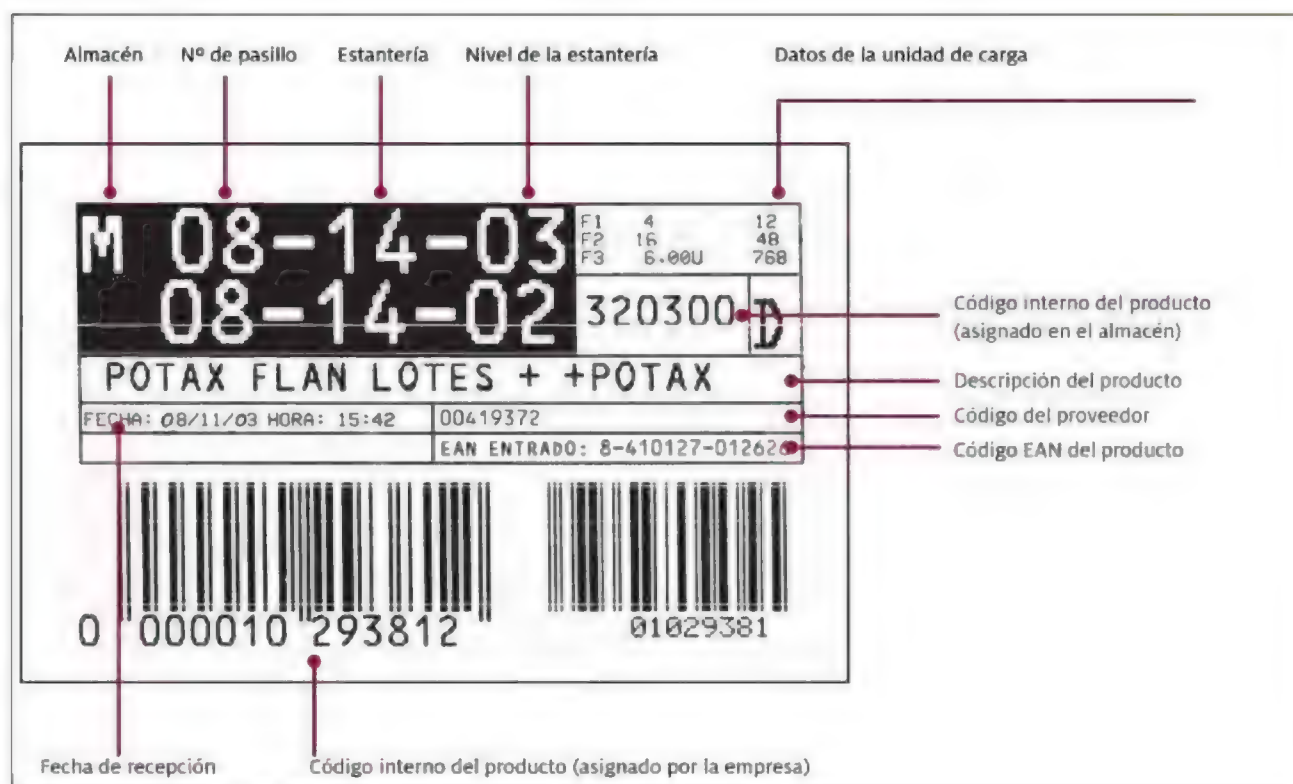 Almacén Nº de pasillo Estantería Nivel de la estantería Datos de la unidad de carga
M 08-14-03
08-14-02
F1 4 12
F2 16 48
F3 6.00U 768
320300 D
Código interno del producto
(asignado en el almacén)
POTAX FLAN LOTES + +POTAX
Descripción del producto
FECHA: 08/11/03 HORA: 15:42 00419372
Código del proveedor
EAN ENTRADO: 8-410127-012626
Código EAN del producto
0 000010 293812
01029381
Fecha de recepción Código interno del producto (asignado por la empresa)